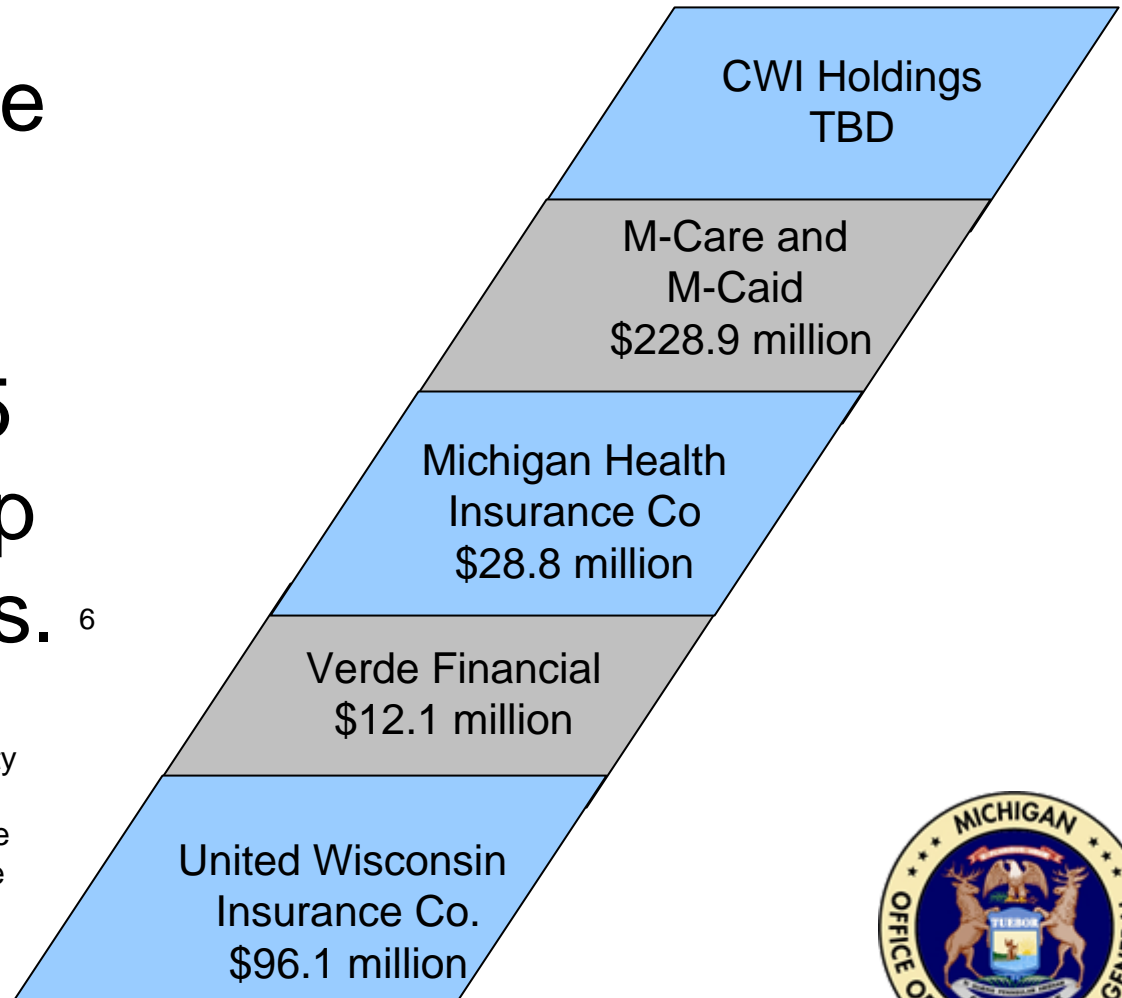 CWI Holdings
TBD
M-Care and
M-Caid
$228.9 million
Michigan Health
Insurance Co
$28.8 million
6
Verde Financial
$12.1 million
United Wisconsin
Insurance Co.
$96.1 million
MICHIGAN
OFFICE
TUEBOR